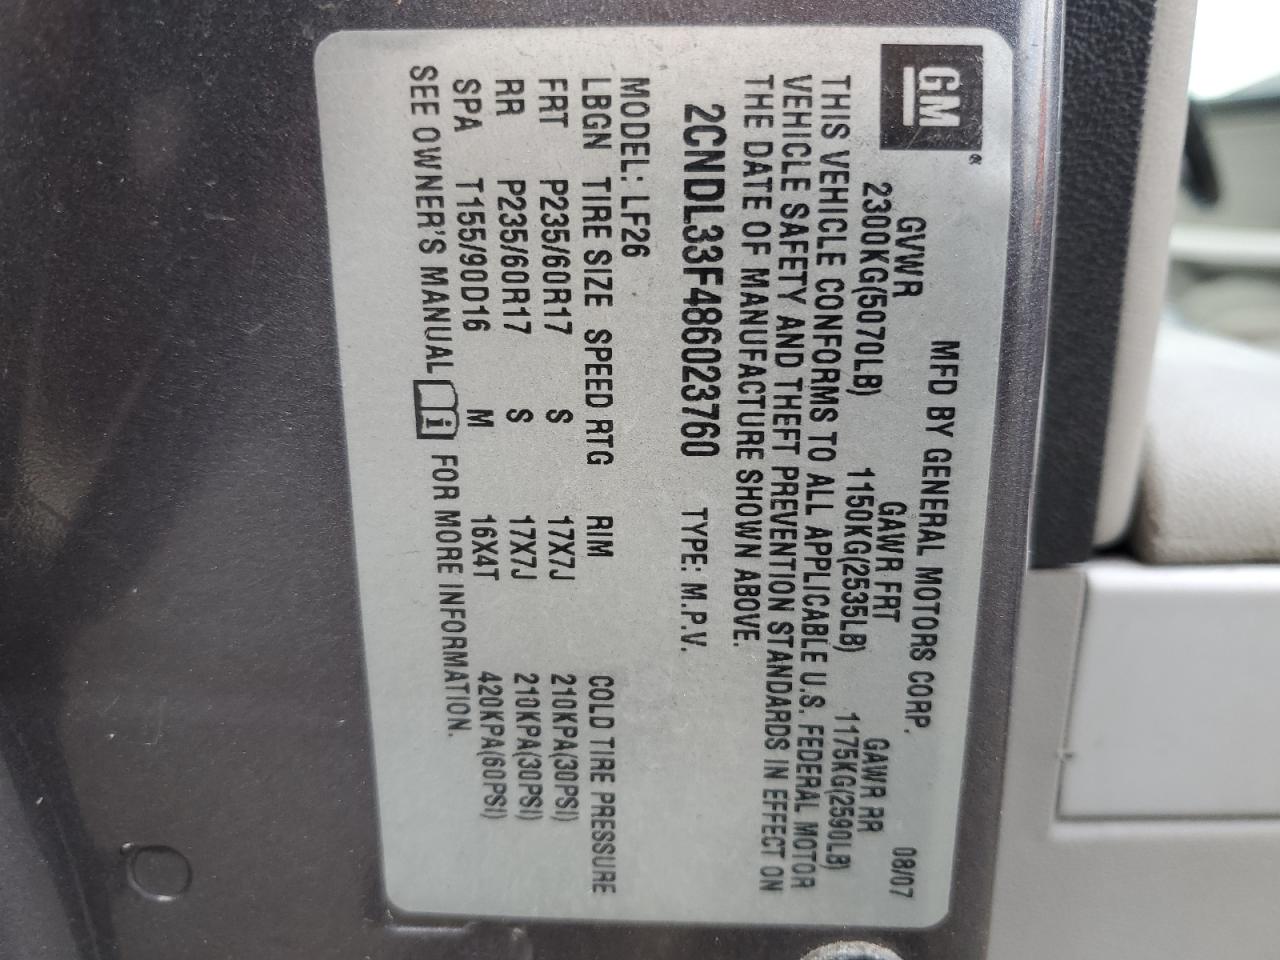 GM®
MFD BY GENERAL MOTORS CORP. 08/07
GVWR GAWR FRT GAWR RR
2300KG(5070LB) 1150KG(2535LB) 1175KG(2590LB)
THIS VEHICLE CONFORMS TO ALL APPLICABLE U.S. FEDERAL MOTOR
VEHICLE SAFETY AND THEFT PREVENTION STANDARDS IN EFFECT ON
THE DATE OF MANUFACTURE SHOWN ABOVE.
2CNDL33F486023760 TYPE: M.P.V.
MODEL: LF26
LBGN TIRE SIZE SPEED RTG RIM COLD TIRE PRESSURE
FRT P235/60R17 S 17X7J 210KPA(30PSI)
RR P235/60R17 S 17X7J 210KPA(30PSI)
SPA T155/90D16 M 16X4T 420KPA(60PSI)
SEE OWNER'S MANUAL i FOR MORE INFORMATION.